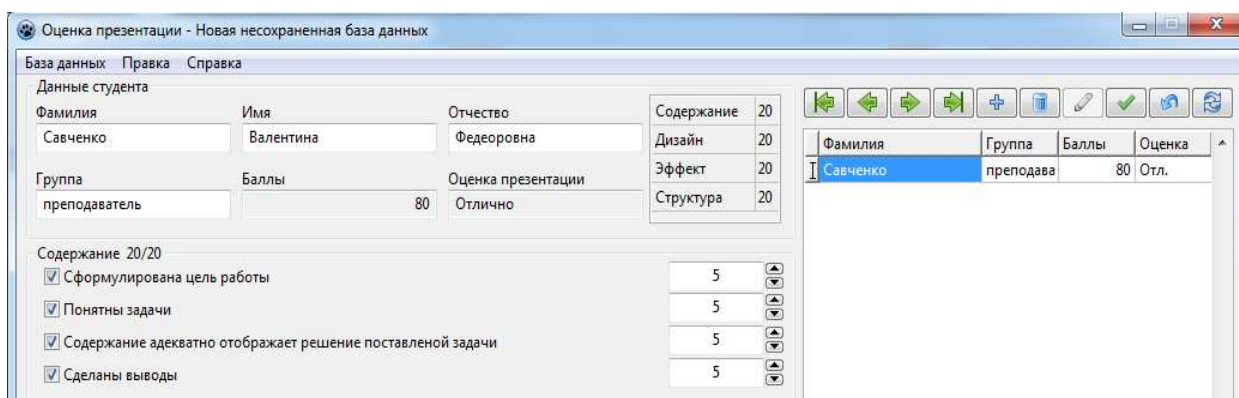 Оценка презентации - Новая несохраненная база данных
База данных Правка Справка
Данные студента
Фамилия Имя Отчество
Савченко Валентина Федеоровна
Группа Баллы Оценка презентации
преподаватель 80 Отлично
Содержание 20
Дизайн 20
Эффект 20
Структура 20
Содержание 20/20
Сформулирована цель работы 5
Понятны задачи 5
Содержание адекватно отображает решение поставленой задачи 5
Сделаны выводы 5
Фамилия Группа Баллы Оценка
Савченко преподава 80 Отл.